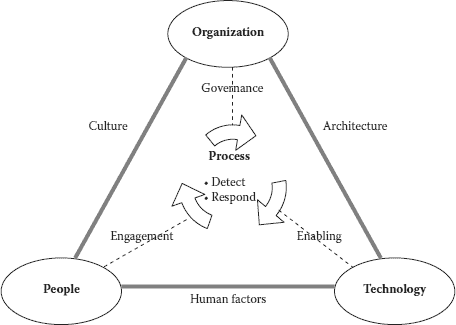 Organization
Governance
Culture
Architecture
Process
• Detect
• Respond
Engagement
Enabling
People
Technology
Human factors